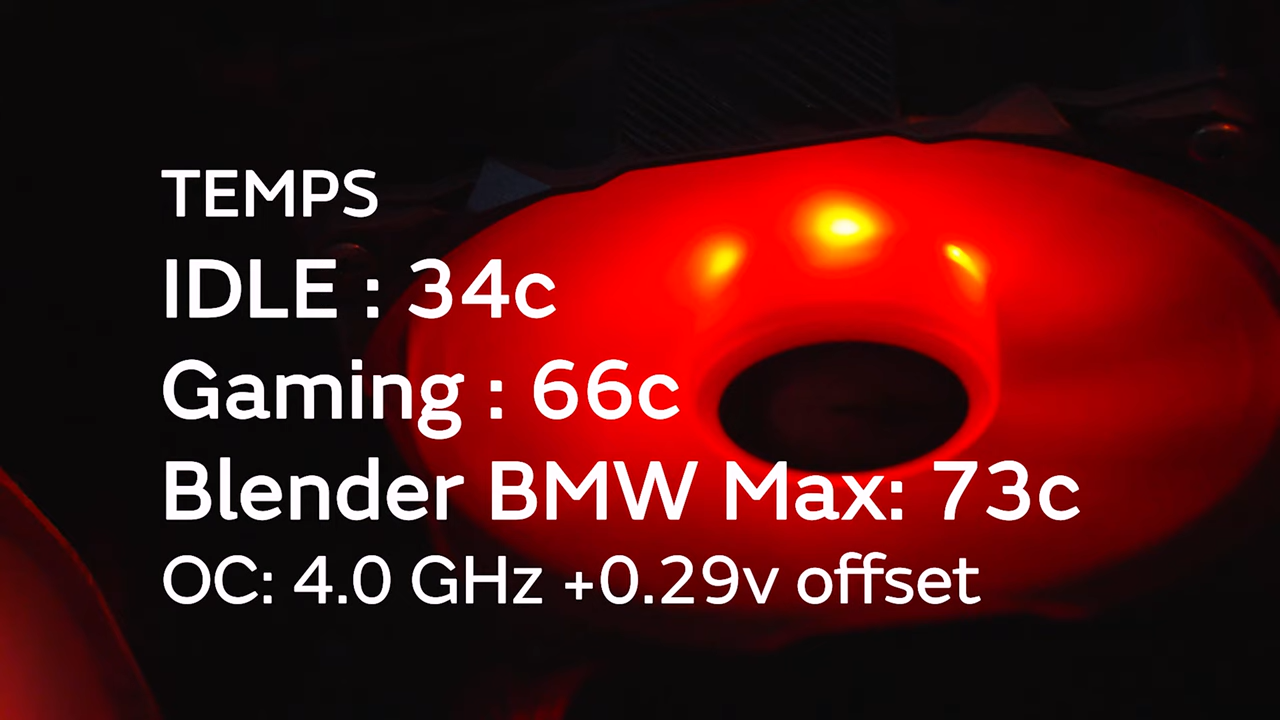 TEMPS
IDLE : 34c
Gaming : 66c
Blender BMW Max: 73c
OC: 4.0 GHz +0.29v offset